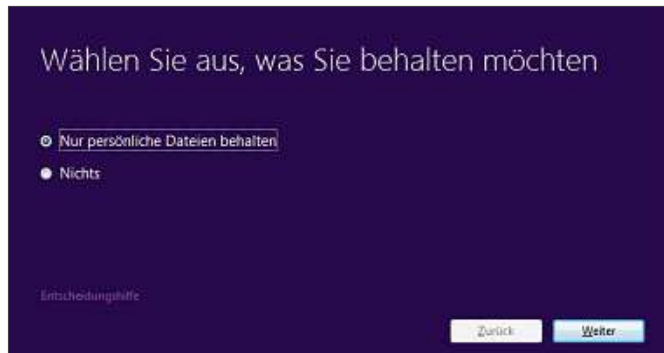 Wählen Sie aus, was Sie behalten möchten
Nur persönliche Dateien behalten
Nichts
Entscheidungshilfe
Zurück
Weiter